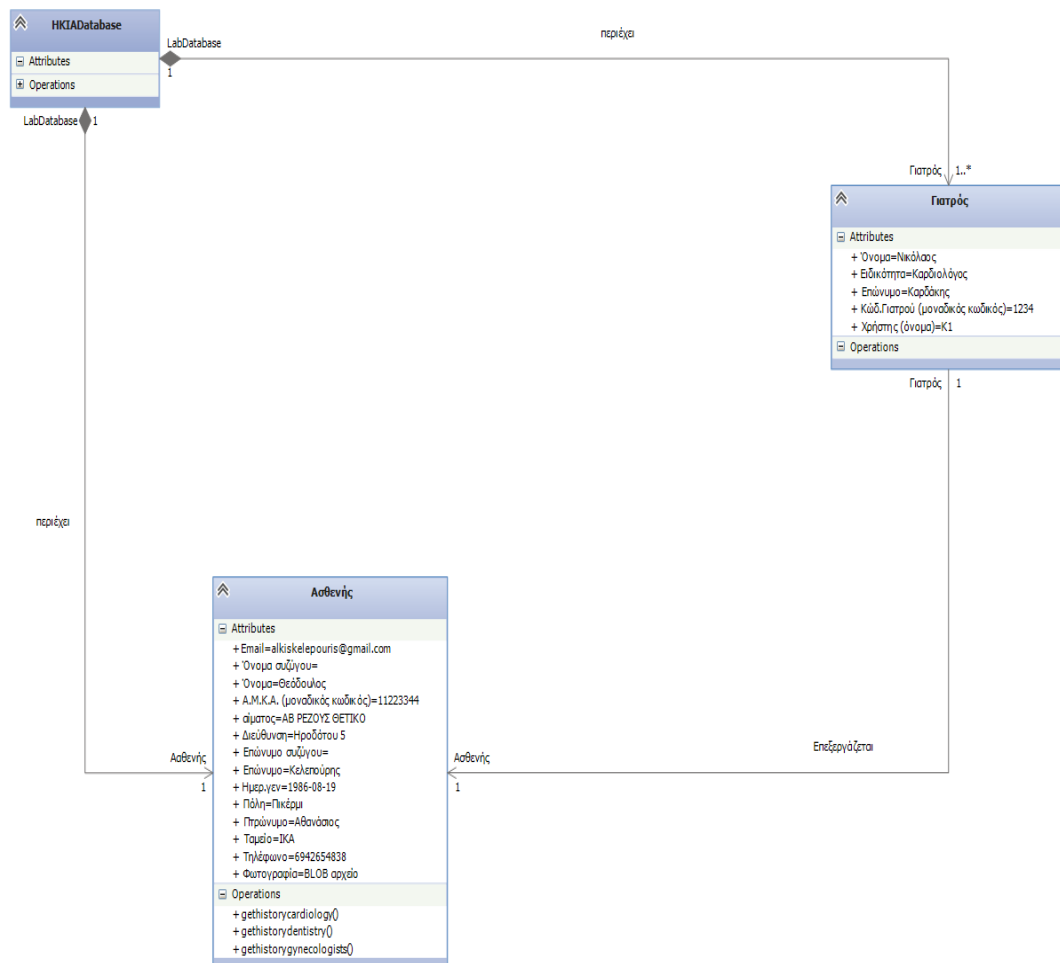 HKIADatabase
Attributes
Operations
LabDatabase
1
περιέχει
LabDatabase
1
Γιατρός
1..*
Γιατρός
Attributes
+ Όνομα=Νικόλαος
+ Ειδικότητα=Καρδιολόγος
+ Επώνυμο=Καρδάκης
+ Κώδ.Γιατρού (μοναδικός κωδικός)=1234
+ Χρήστης (όνομα)=Κ1
Operations
Γιατρός
1
περιέχει
Επεξεργάζεται
Ασθενής
1
Ασθενής
Attributes
+ Email=alkiskelepouris@gmail.com
+ Όνομα συζύγου=
+ Όνομα=Θεόδουλος
+ Α.Μ.Κ.Α. (μοναδικός κωδικός)=11223344
+ αίματος=ΑΒ ΡΕΖΟΥΣ ΘΕΤΙΚΟ
+ Διεύθυνση=Ηροδότου 5
+ Επώνυμο συζύγου=
+ Επώνυμο=Κελεπούρης
+ Ημερ.γεν=1986-08-19
+ Πόλη=Πικέρμι
+ Πτρώνυμο=Αθανάσιος
+ Ταμείο=ΙΚΑ
+ Τηλέφωνο=6942654838
+ Φωτογραφία=BLOB αρχείο
Operations
+ gethistorycardiology()
+ gethistorydentistry()
+ gethistorygynecologists()
Ασθενής
1